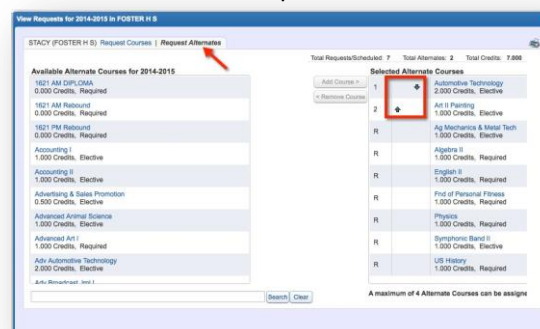 View Requests for 2014-2015 in FOSTER H S
STACY (FOSTER H S) Request Courses | Request Alternates
Total Requests/Scheduled: 7 Total Alternates: 2 Total Credits: 7.000
Available Alternate Courses for 2014-2015
1621 AM DIPLOMA
0.000 Credits, Required
1621 AM Rebound
0.000 Credits, Required
1621 PM Rebound
0.000 Credits, Required
Accounting I
1.000 Credits, Elective
Accounting II
1.000 Credits, Elective
Advertising & Sales Promotion
0.500 Credits, Elective
Advanced Animal Science
1.000 Credits, Required
Advanced Art I
1.000 Credits, Required
Adv Automotive Technology
2.000 Credits, Elective
Adv Broadcast Jrnl I
Search Clear
Add Course >
< Remove Course
Selected Alternate Courses
1 Automotive Technology
2.000 Credits, Elective
2 Art II Painting
1.000 Credits, Elective
R Ag Mechanics & Metal Tech
1.000 Credits, Required
R Algebra II
1.000 Credits, Required
R English II
1.000 Credits, Required
R Fnd of Personal Fitness
1.000 Credits, Required
R Physics
1.000 Credits, Required
R Symphonic Band II
1.000 Credits, Elective
R US History
1.000 Credits, Required
A maximum of 4 Alternate Courses can be assigne